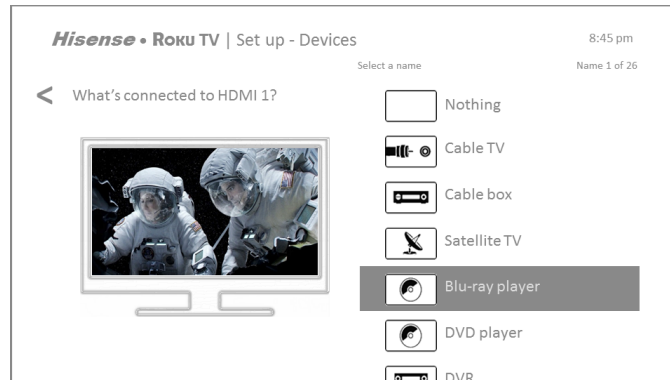 Hisense • ROKU TV | Set up - Devices
8:45 pm
Select a name
Name 1 of 26
< What's connected to HDMI 1?
Nothing
Cable TV
Cable box
Satellite TV
Blu-ray player
DVD player
DVR